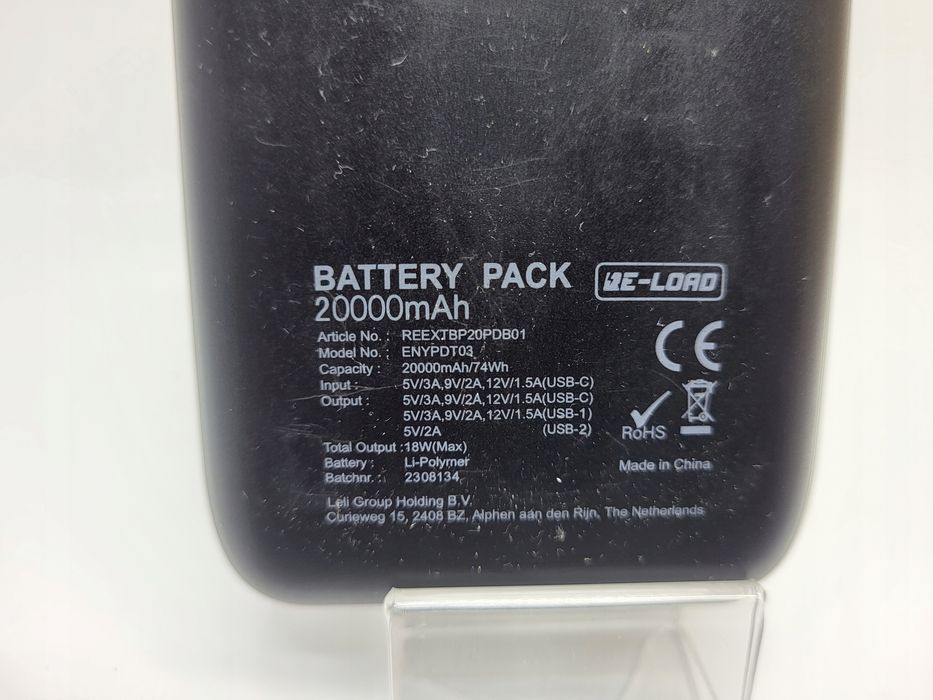 BATTERY PACK RE-LOAD
20000mAh
Article No. : REEXTBP20PDB01
Model No. : ENYPDT03
Capacity : 20000mAh/74Wh
Input : 5V/3A,9V/2A,12V/1.5A(USB-C)
Output : 5V/3A,9V/2A,12V/1.5A(USB-C)
5V/3A,9V/2A,12V/1.5A(USB-1)
5V/2A (USB-2)
Total Output :18W(Max)
Battery : Li-Polymer
Batchnr. : 2308134
CE
RoHS
Made in China
Leli Group Holding B.V.
Curieweg 15, 2408 BZ, Alphen aan den Rijn, The Netherlands